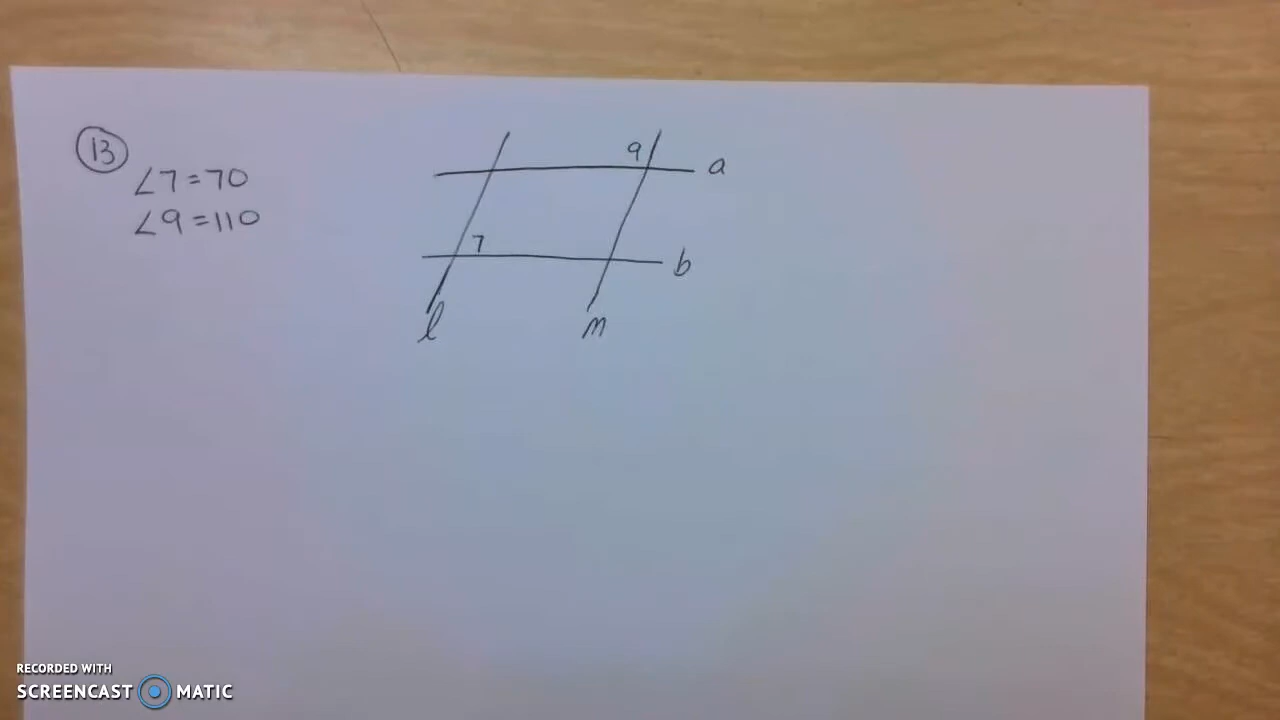 13
∠7=70
∠9=110
9
a
7
b
l
m
RECORDED WITH
SCREENCAST MATIC